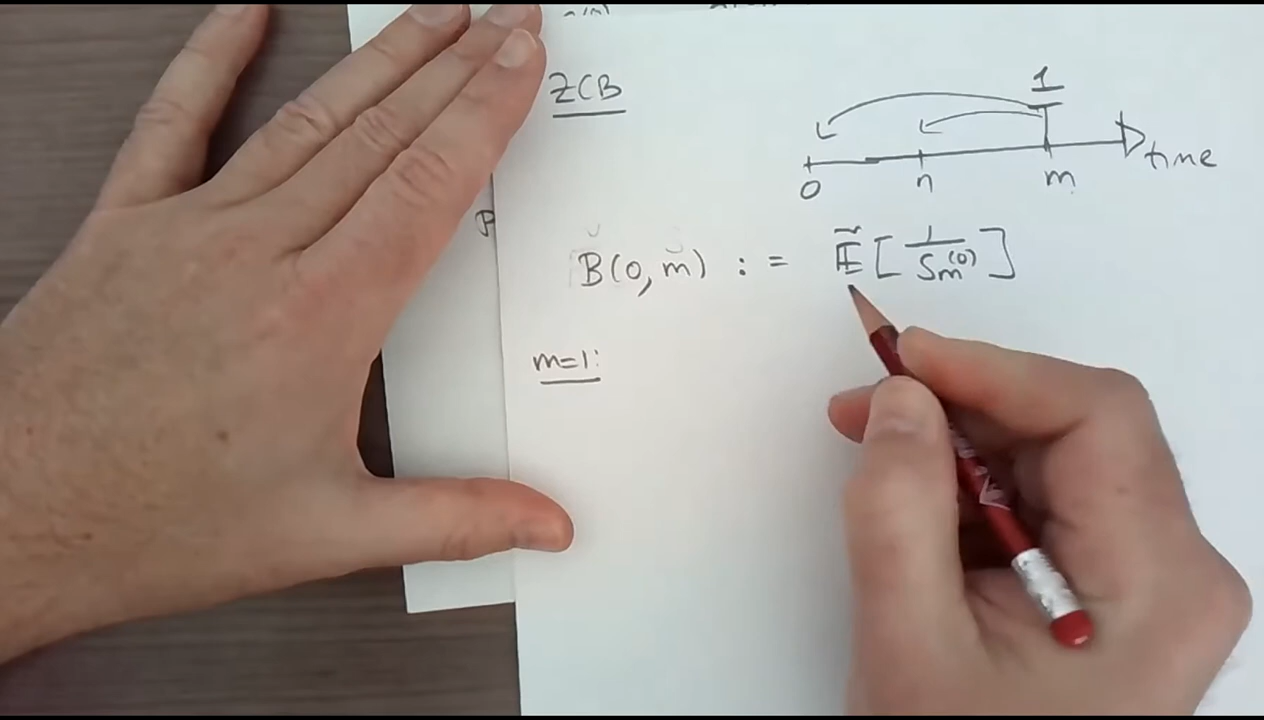 ZCB
1
0 n m time
B(0,m) := Ẽ[1/S_m^(0)]
m=1: